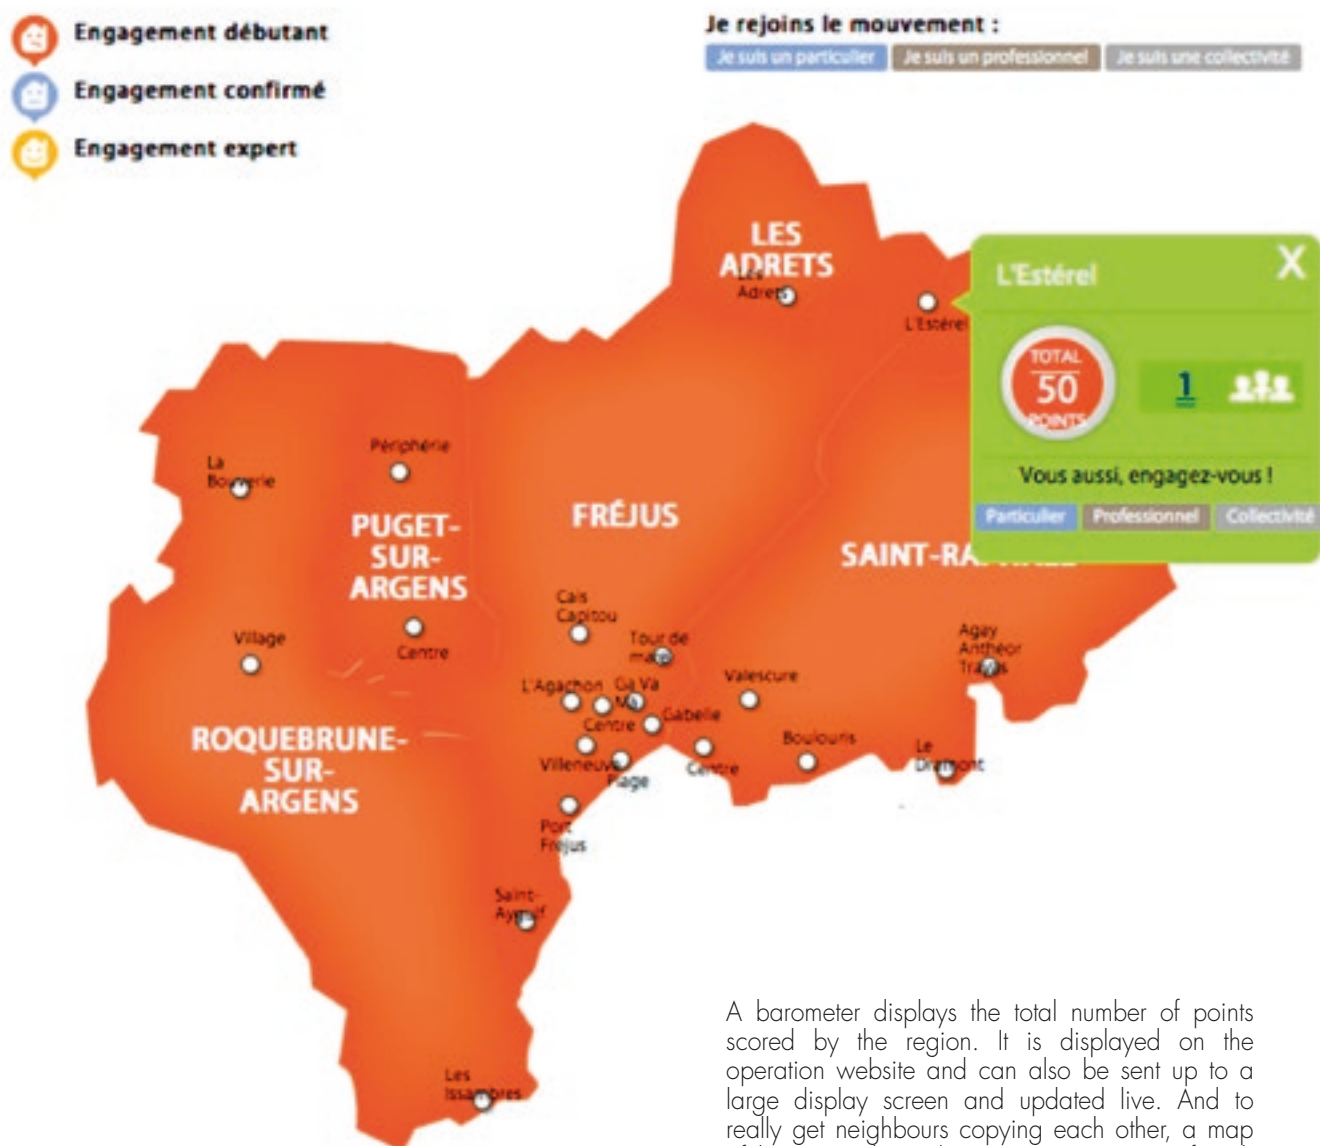 Engagement débutant
Engagement confirmé
Engagement expert
Je rejoins le mouvement :
Je suis un particulier
Je suis un professionnel
Je suis une collectivité
LES
ADRETS
Les
Adrets
L'Estérel
L'Estérel
X
TOTAL
50
POINTS
1
Vous aussi, engagez-vous !
Particulier
Professionnel
Collectivité
La
Bouverie
Périphérie
PUGET-
SUR-
ARGENS
FRÉJUS
SAINT-RAPHAËL
Village
Centre
Cais
Capitou
Tour de
mare
L'Agachon
Ga Va
Ma
Centre
Gabelle
Villeneuve
Plage
Valescure
Centre
Boulouris
Agay
Antheor
Trayas
Le
Dramont
ROQUEBRUNE-
SUR-
ARGENS
Port
Fréjus
Saint-
Aygulf
Les
Issambres
A barometer displays the total number of points
scored by the region. It is displayed on the
operation website and can also be sent up to a
large display screen and updated live. And to
really get neighbours copying each other, a map